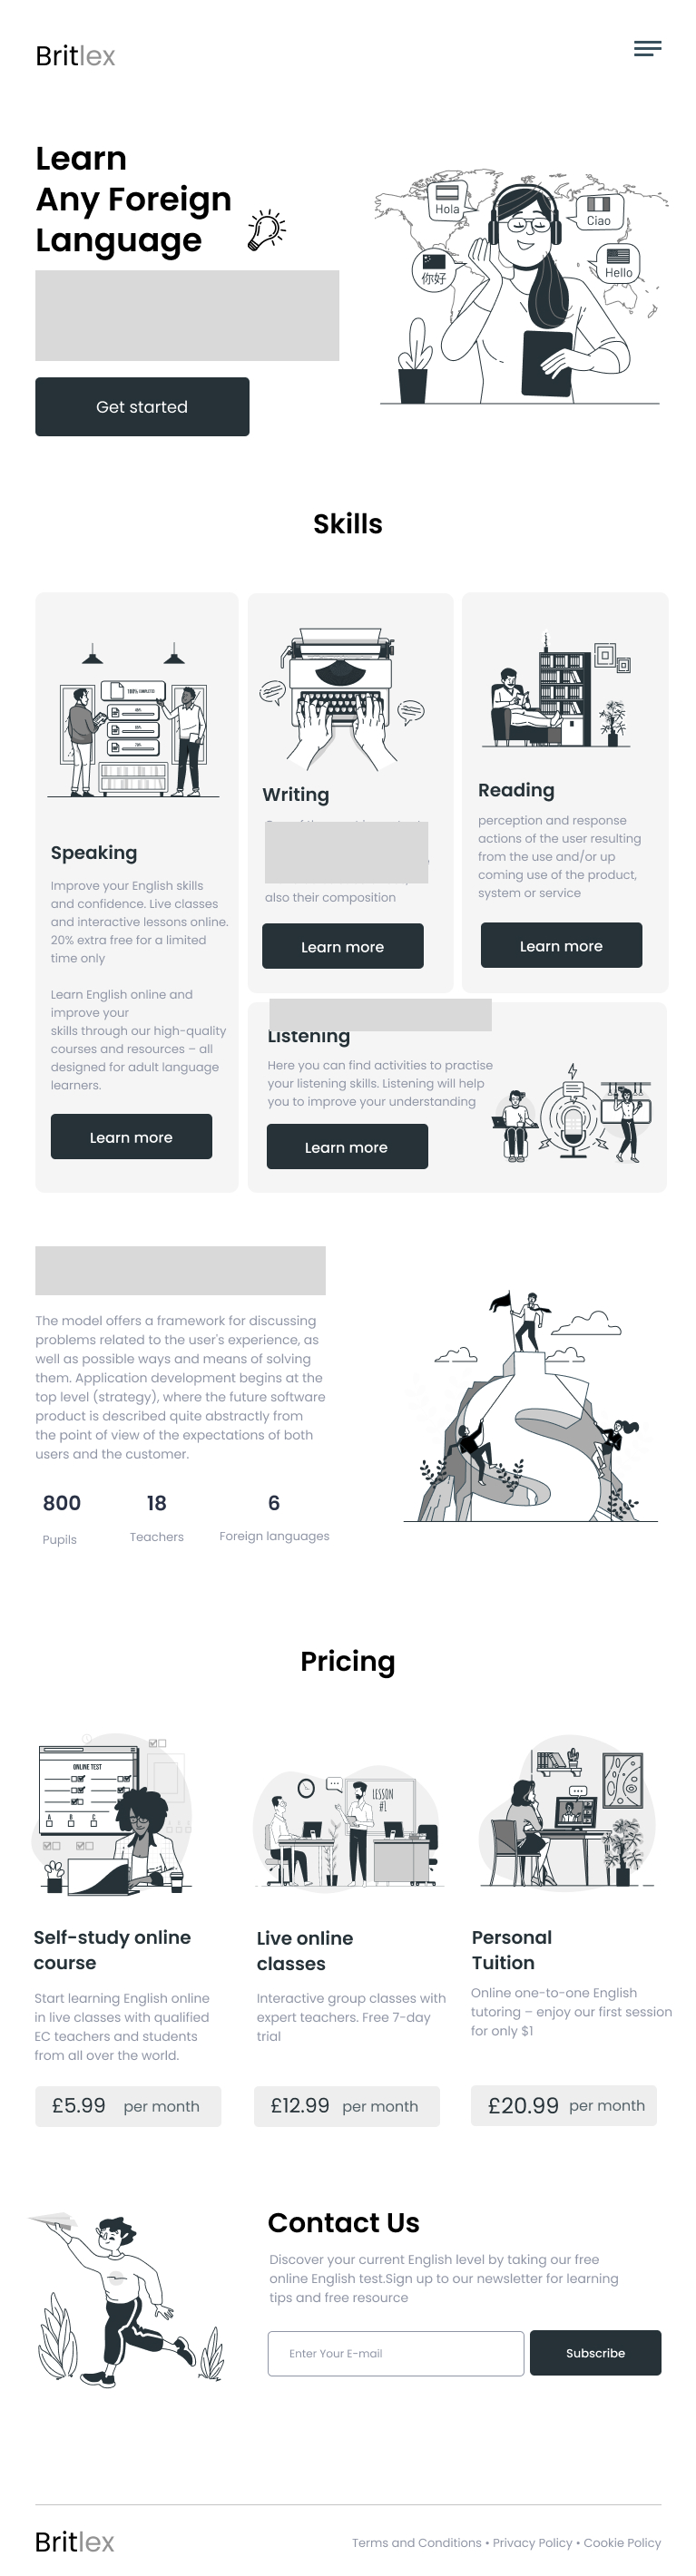 Britlex
Learn
Any Foreign
Language
Hola
Ciao
你好
Hello
Get started
Skills
100% COMPLETED
Speaking
Improve your English skills
and confidence. Live classes
and interactive lessons online.
20% extra free for a limited
time only
Learn English online and
improve your
skills through our high-quality
courses and resources – all
designed for adult language
learners.
Learn more
Writing
also their composition
Learn more
Reading
perception and response
actions of the user resulting
from the use and/or up
coming use of the product,
system or service
Learn more
Listening
Here you can find activities to practise
your listening skills. Listening will help
you to improve your understanding
Learn more
The model offers a framework for discussing
problems related to the user's experience, as
well as possible ways and means of solving
them. Application development begins at the
top level (strategy), where the future software
product is described quite abstractly from
the point of view of the expectations of both
users and the customer.
800 18 6
Pupils Teachers Foreign languages
Pricing
ONLINE TEST
A B C
LESSON
#1
Self-study online
course
Start learning English online
in live classes with qualified
EC teachers and students
from all over the world.
£5.99 per month
Live online
classes
Interactive group classes with
expert teachers. Free 7-day
trial
£12.99 per month
Personal
Tuition
Online one-to-one English
tutoring – enjoy our first session
for only $1
£20.99 per month
Contact Us
Discover your current English level by taking our free
online English test.Sign up to our newsletter for learning
tips and free resource
Enter Your E-mail
Subscribe
Britlex
Terms and Conditions • Privacy Policy • Cookie Policy